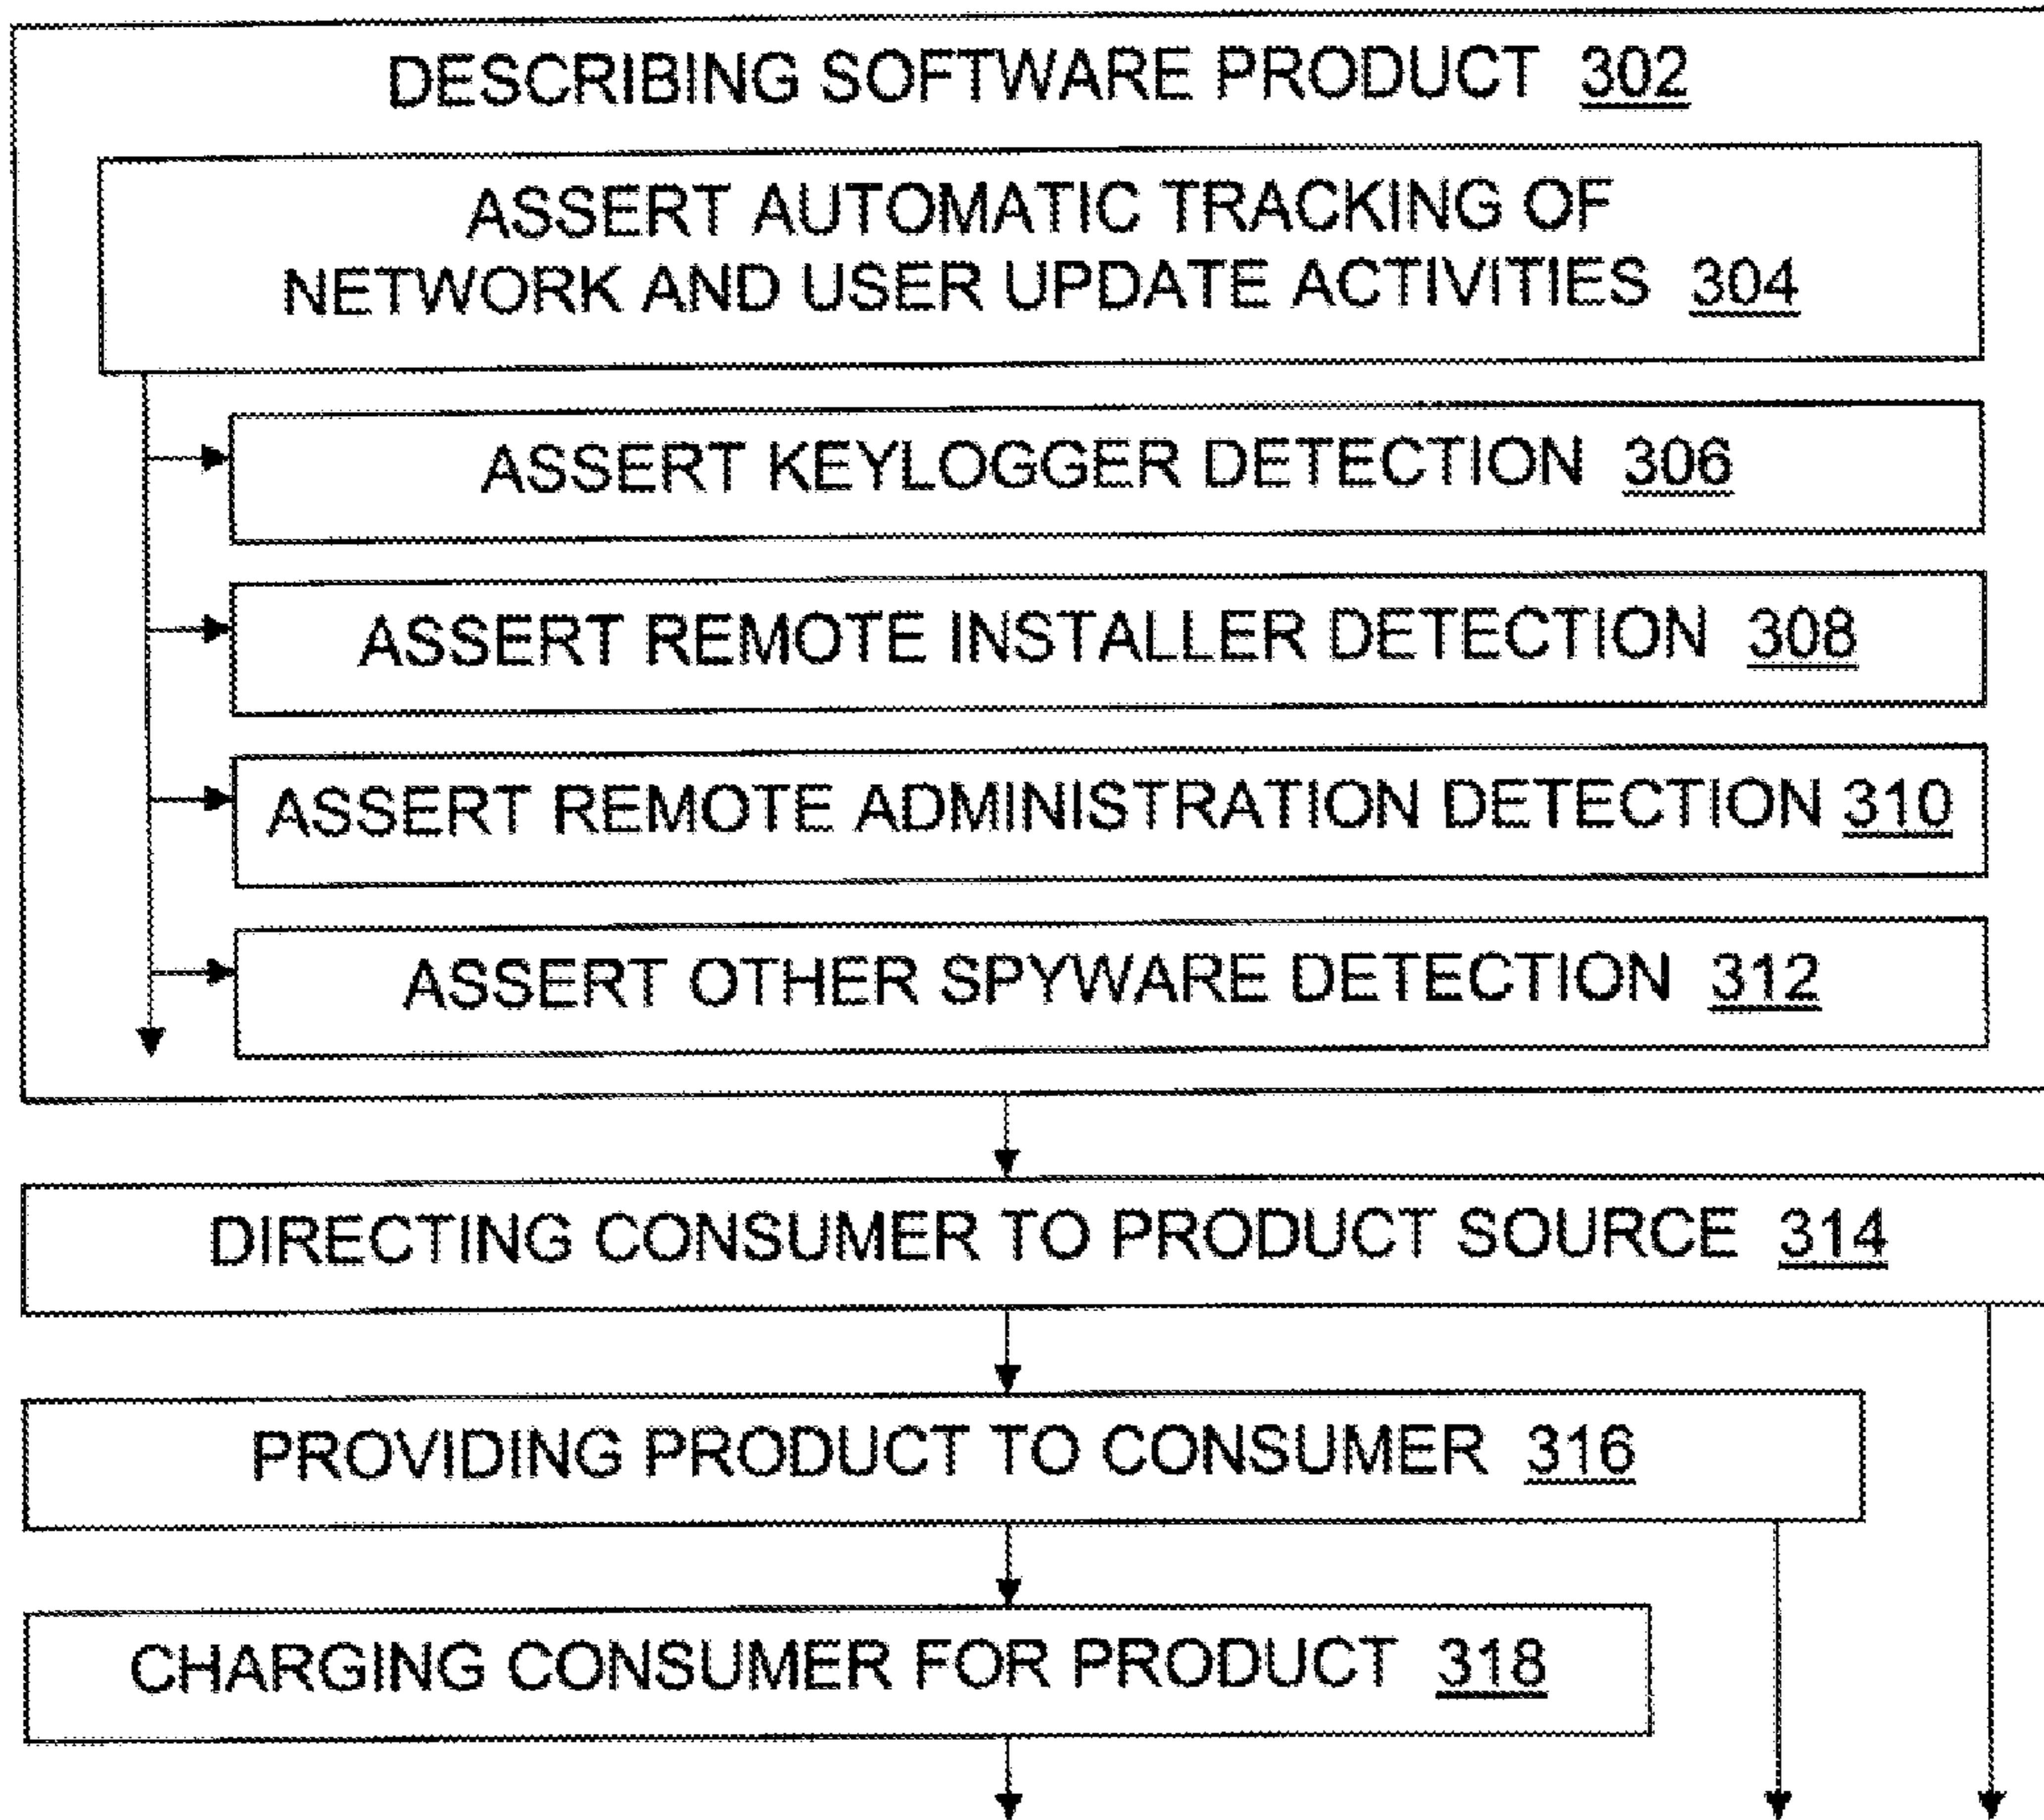 DESCRIBING SOFTWARE PRODUCT 302
ASSERT AUTOMATIC TRACKING OF
NETWORK AND USER UPDATE ACTIVITIES 304
ASSERT KEYLOGGER DETECTION 306
ASSERT REMOTE INSTALLER DETECTION 308
ASSERT REMOTE ADMINISTRATION DETECTION 310
ASSERT OTHER SPYWARE DETECTION 312
DIRECTING CONSUMER TO PRODUCT SOURCE 314
PROVIDING PRODUCT TO CONSUMER 316
CHARGING CONSUMER FOR PRODUCT 318